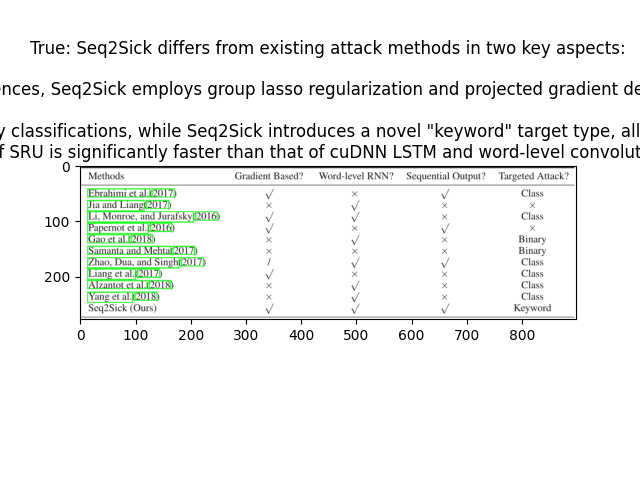 True: Seq2Sick differs from existing attack methods in two key aspects:
ences, Seq2Sick employs group lasso regularization and projected gradient de
y classifications, while Seq2Sick introduces a novel "keyword" target type, all
f SRU is significantly faster than that of cuDNN LSTM and word-level convolut
Methods Gradient Based? Word-level RNN? Sequential Output? Targeted Attack?
Ebrahimi et al.(2017) √ × √ Class
Jia and Liang(2017) × √ × ×
Li, Monroe, and Jurafsky(2016) √ √ × Class
Papernot et al.(2016) √ × √ ×
Gao et al.(2018) × √ × Binary
Samanta and Mehta(2017) × × × Binary
Zhao, Dua, and Singh(2017) / √ √ Class
Liang et al.(2017) √ × × Class
Alzantot et al.(2018) × √ × Class
Yang et al.(2018) × √ × Class
Seq2Sick (Ours) √ √ √ Keyword
0
100
200
0 100 200 300 400 500 600 700 800